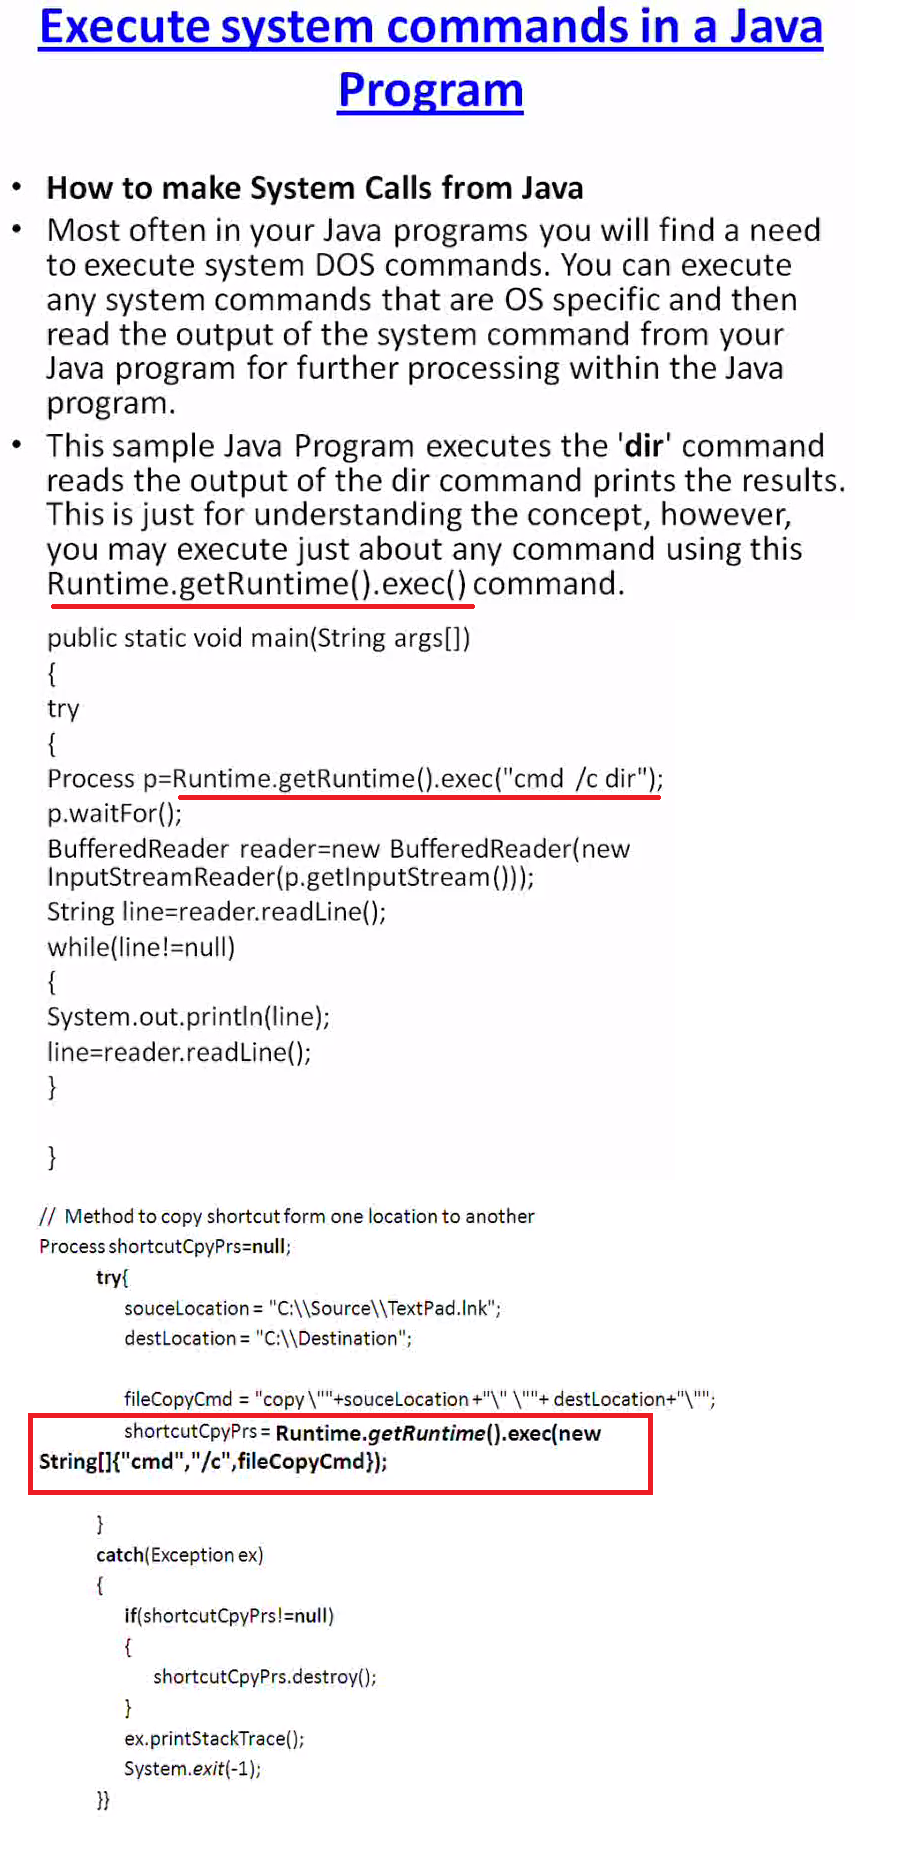 Execute system commands in a Java
Program
• How to make System Calls from Java
• Most often in your Java programs you will find a need
to execute system DOS commands. You can execute
any system commands that are OS specific and then
read the output of the system command from your
Java program for further processing within the Java
program.
• This sample Java Program executes the 'dir' command
reads the output of the dir command prints the results.
This is just for understanding the concept, however,
you may execute just about any command using this
Runtime.getRuntime().exec() command.
public static void main(String args[])
{
try
{
Process p=Runtime.getRuntime().exec("cmd /c dir");
p.waitFor();
BufferedReader reader=new BufferedReader(new
InputStreamReader(p.getInputStream()));
String line=reader.readLine();
while(line!=null)
{
System.out.println(line);
line=reader.readLine();
}
}
// Method to copy shortcut form one location to another
Process shortcutCpyPrs=null;
try{
souceLocation = "C:\\Source\\TextPad.lnk";
destLocation = "C:\\Destination";
fileCopyCmd = "copy \""+souceLocation +"\" \""+ destLocation+"\"";
shortcutCpyPrs = Runtime.getRuntime().exec(new
String[]{"cmd","/c",fileCopyCmd});
}
catch(Exception ex)
{
if(shortcutCpyPrs!=null)
{
shortcutCpyPrs.destroy();
}
ex.printStackTrace();
System.exit(-1);
}}